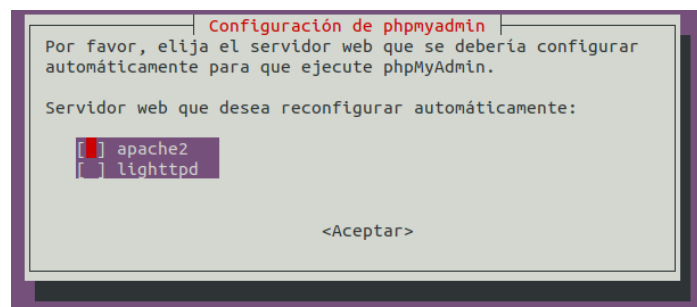 Configuración de phpmyadmin
Por favor, elija el servidor web que se debería configurar
automáticamente para que ejecute phpMyAdmin.
Servidor web que desea reconfigurar automáticamente:
[ ] apache2
[ ] lighttpd
<Aceptar>